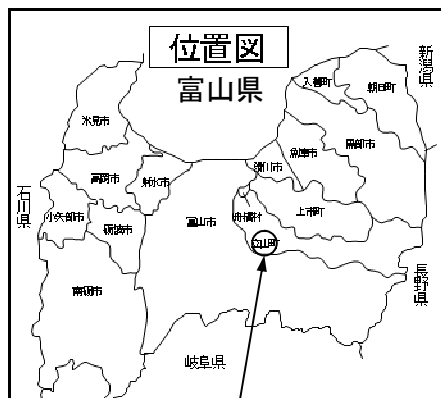 位置図
富山県
新潟県
入善町
朝日町
氷見市
黒部市
魚津市
滑川市
高岡市
射水市
石川県
小矢部市
砺波市
富山市
舟橋村
上市町
立山町
長野県
南砺市
岐阜県